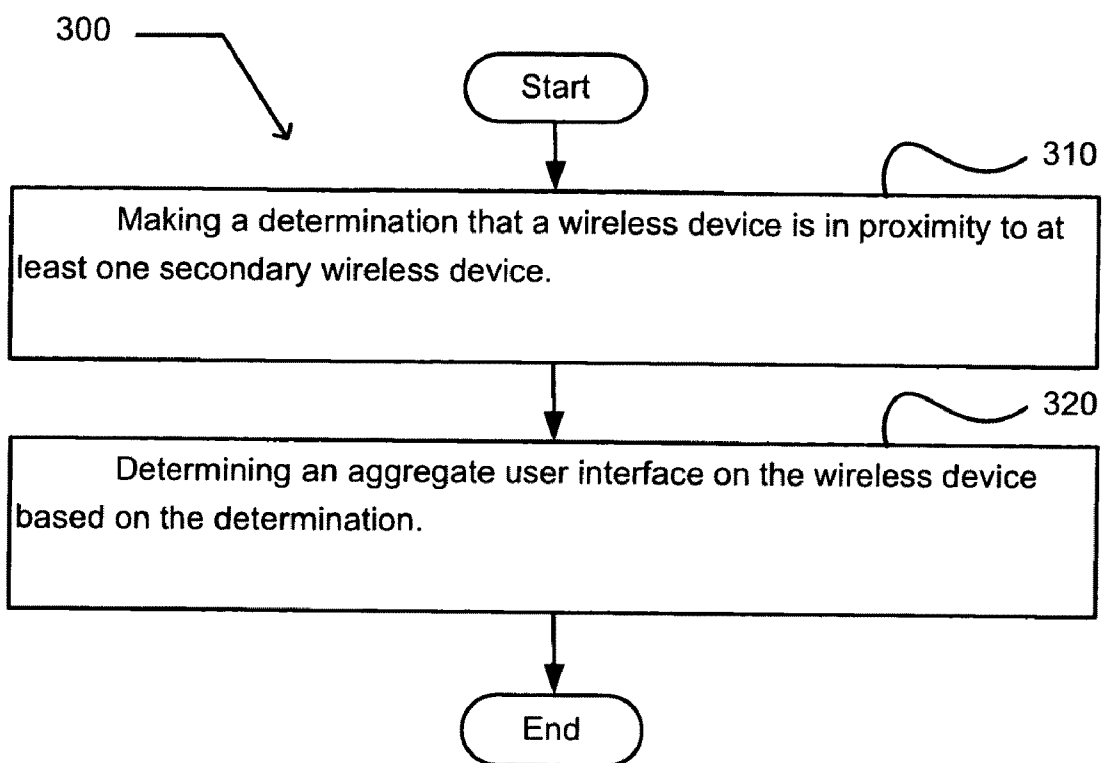 300
Start
310
Making a determination that a wireless device is in proximity to at
least one secondary wireless device.
320
Determining an aggregate user interface on the wireless device
based on the determination.
End